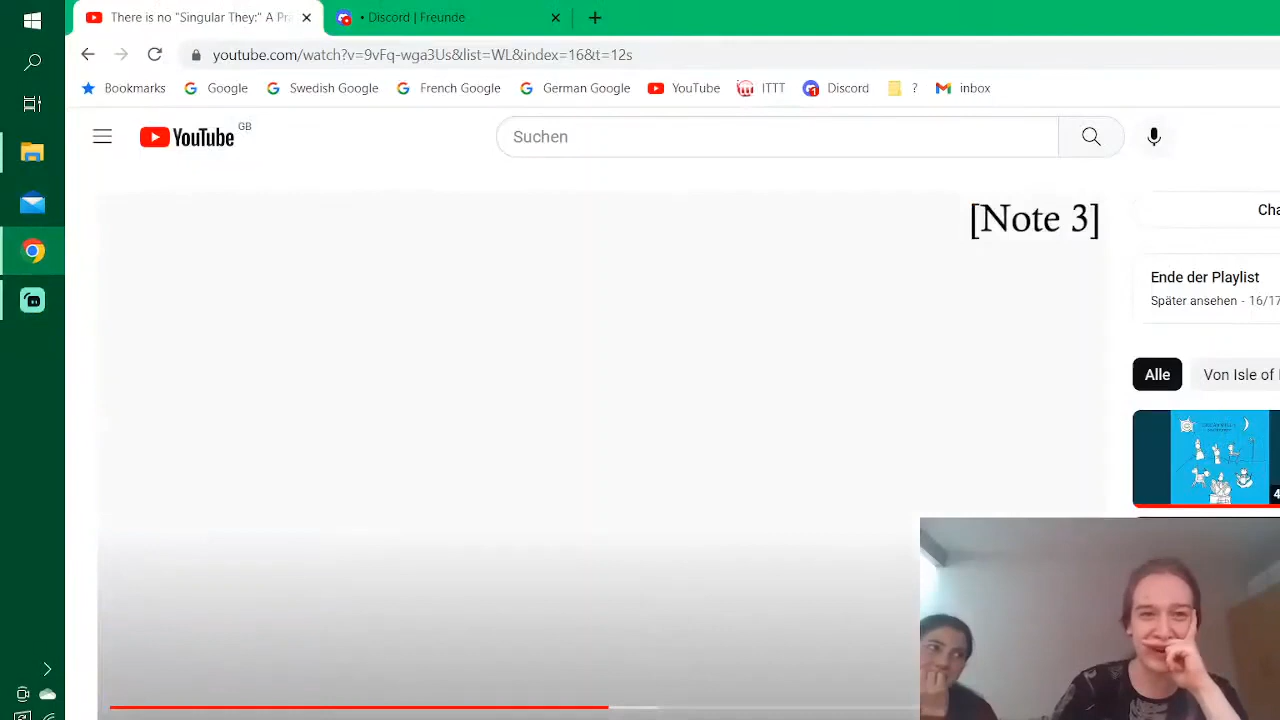 There is no "Singular They:" A Pra
• Discord | Freunde
youtube.com/watch?v=9vFq-wga3Us&list=WL&index=16&t=12s
Bookmarks Google Swedish Google French Google German Google YouTube ITTT Discord ? inbox
YouTube GB
Suchen
[Note 3]
Cha
Ende der Playlist
Später ansehen - 16/17
Alle
Von Isle of
4